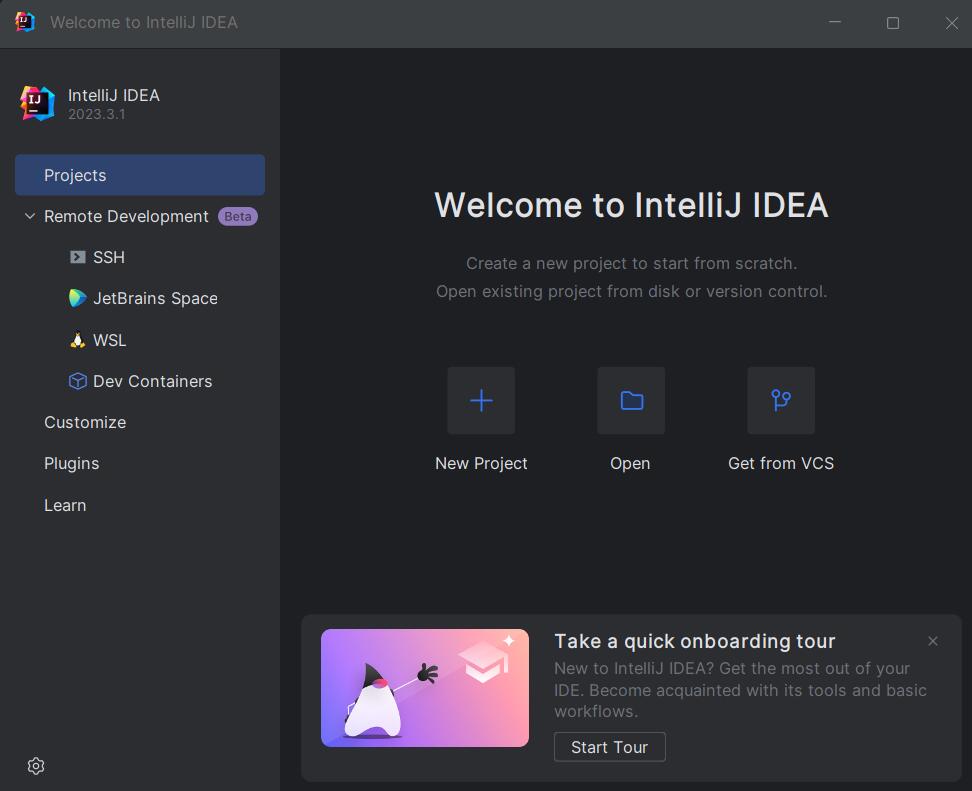 Welcome to IntelliJ IDEA
IJ
IntelliJ IDEA
2023.3.1
Projects
Remote Development Beta
SSH
JetBrains Space
WSL
Dev Containers
Customize
Plugins
Learn
Welcome to IntelliJ IDEA
Create a new project to start from scratch.
Open existing project from disk or version control.
New Project
Open
Get from VCS
Take a quick onboarding tour
New to IntelliJ IDEA? Get the most out of your
IDE. Become acquainted with its tools and basic
workflows.
Start Tour